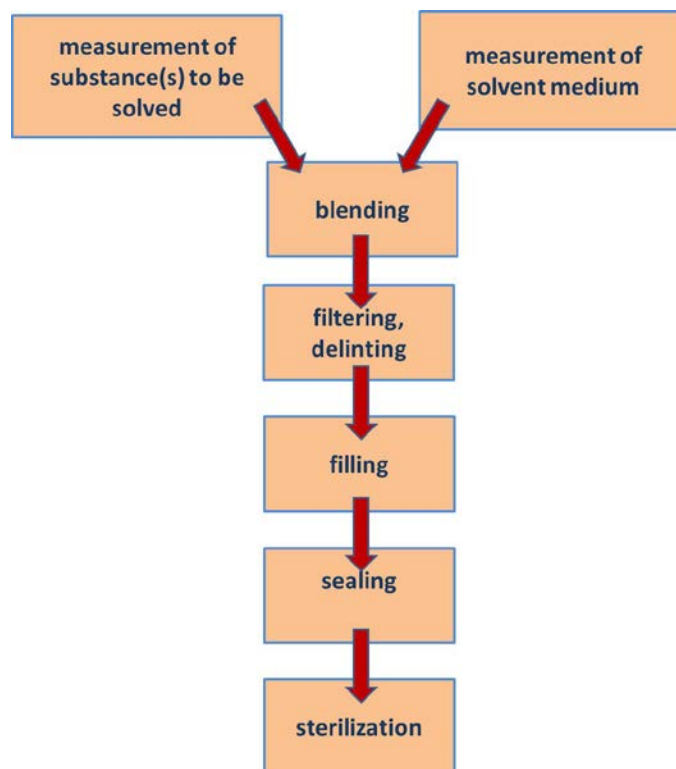 measurement of
substance(s) to be
solved
measurement of
solvent medium
blending
filtering,
delinting
filling
sealing
sterilization